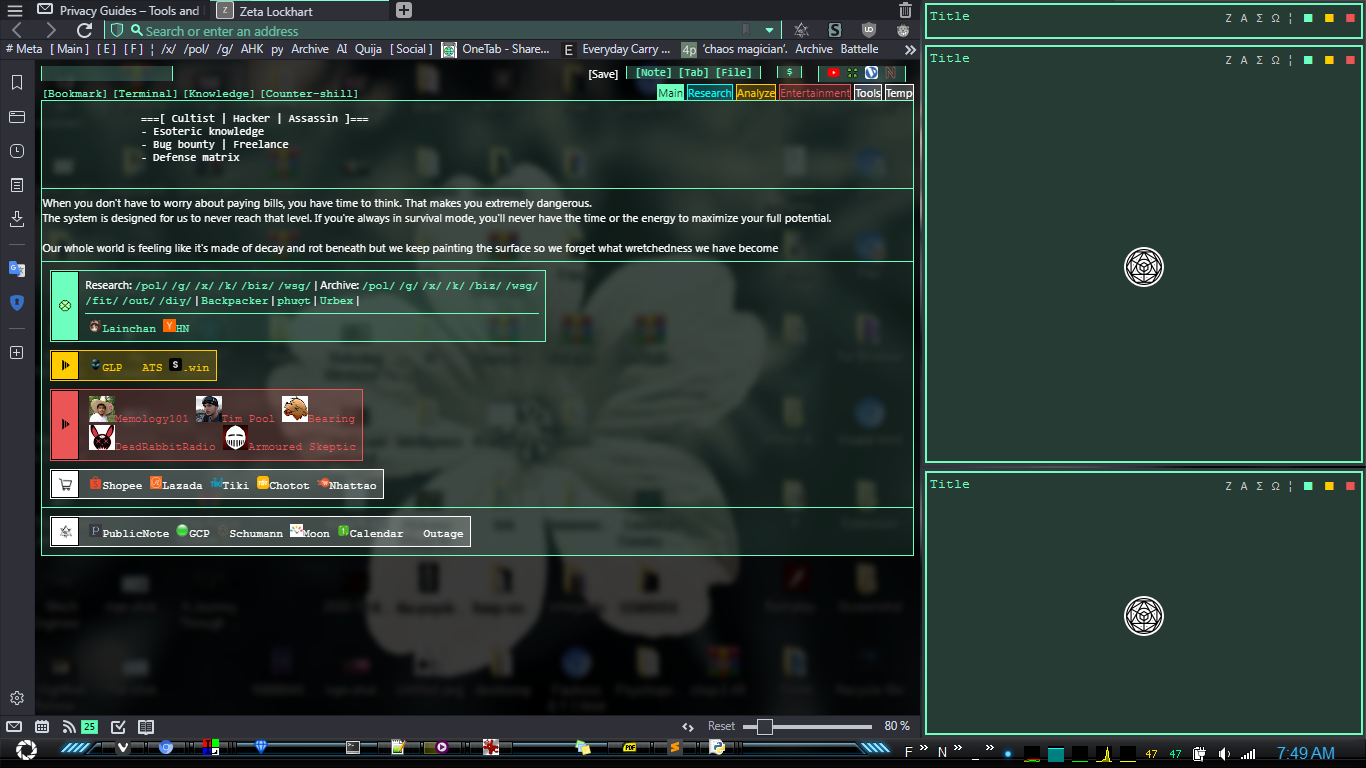 Privacy Guides – Tools and
Z Zeta Lockhart
Search or enter an address
# Meta [ Main ] [ E ] [ F ] ¦ /x/ /pol/ /g/ AHK py Archive AI Quija [ Social ] OneTab - Share... E Everyday Carry ... 4p ‘chaos magician’. Archive Battelle »
[Save] [Note] [Tab] [File] $
[Bookmark] [Terminal] [Knowledge] [Counter-shill]
Main Research Analyze Entertainment Tools Temp
===[ Cultist | Hacker | Assassin ]===
- Esoteric knowledge
- Bug bounty | Freelance
- Defense matrix
When you don't have to worry about paying bills, you have time to think. That makes you extremely dangerous.
The system is designed for us to never reach that level. If you're always in survival mode, you'll never have the time or the energy to maximize your full potential.
Our whole world is feeling like it's made of decay and rot beneath but we keep painting the surface so we forget what wretchedness we have become
Research: /pol/ /g/ /x/ /k/ /biz/ /wsg/ | Archive: /pol/ /g/ /x/ /k/ /biz/ /wsg/
/fit/ /out/ /diy/ | Backpacker | phượt | Urbex |
Lainchan Y HN
GLP ATS S .win
Memology101 Tim Pool Bearing
DeadRabbitRadio Armoured Skeptic
Shopee Lazada Tiki Chotot Nhattao
PublicNote GCP Schumann Moon Calendar Outage
25
Reset 80 %
Title Z A Σ Ω ¦
Title Z A Σ Ω ¦
Title Z A Σ Ω ¦
PDF
F » N » _ » 47 47 7:49 AM